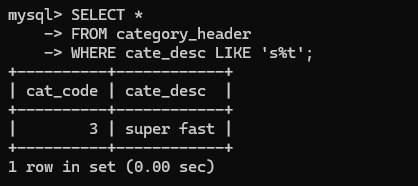 mysql> SELECT *
    -> FROM category_header
    -> WHERE cate_desc LIKE 's%t';
+----------+------------+
| cat_code | cate_desc  |
+----------+------------+
|        3 | super fast |
+----------+------------+
1 row in set (0.00 sec)